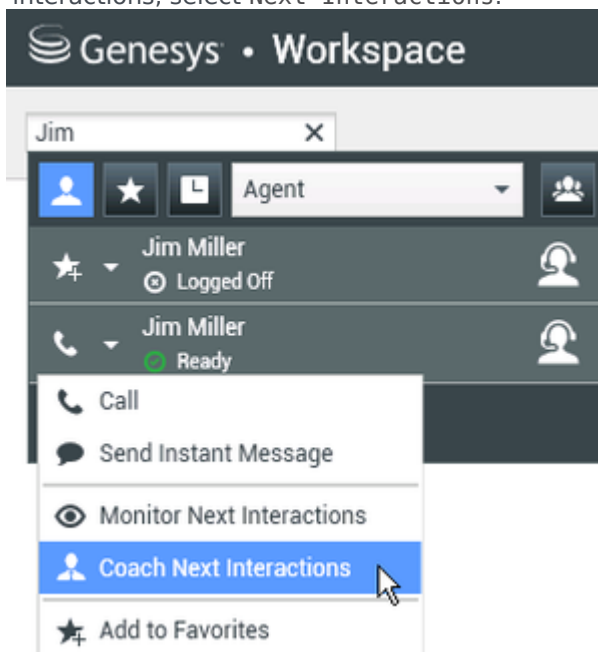 interactions, select Next Interactions.
Genesys • Workspace
Jim
Agent
Jim Miller
Logged Off
Jim Miller
Ready
Call
Send Instant Message
Monitor Next Interactions
Coach Next Interactions
Add to Favorites